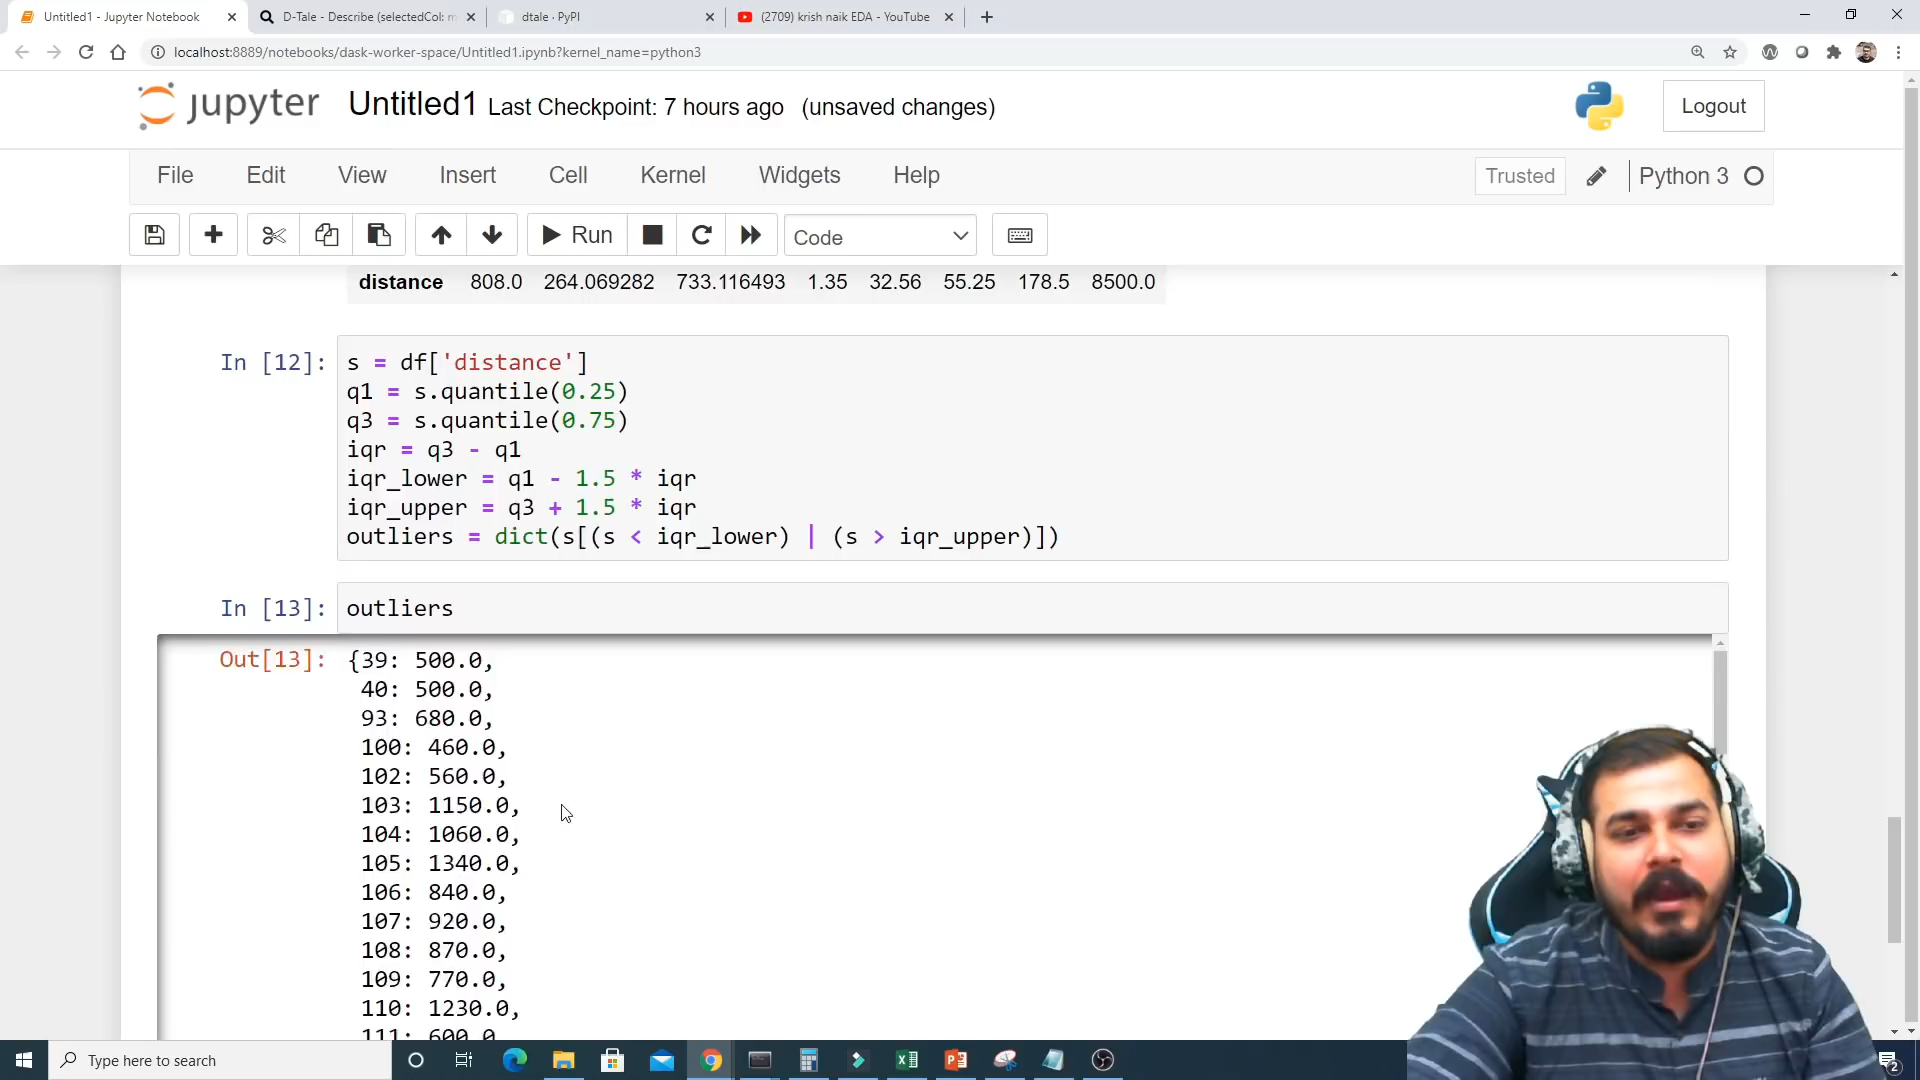 Untitled1 - Jupyter Notebook
D-Tale - Describe (selectedCol: m
dtale · PyPI
(2709) krish naik EDA - YouTube
localhost:8889/notebooks/dask-worker-space/Untitled1.ipynb?kernel_name=python3
jupyter Untitled1 Last Checkpoint: 7 hours ago (unsaved changes)
Logout
File Edit View Insert Cell Kernel Widgets Help
Trusted Python 3
Run Code
distance 808.0 264.069282 733.116493 1.35 32.56 55.25 178.5 8500.0
In [12]: s = df['distance']
q1 = s.quantile(0.25)
q3 = s.quantile(0.75)
iqr = q3 - q1
iqr_lower = q1 - 1.5 * iqr
iqr_upper = q3 + 1.5 * iqr
outliers = dict(s[(s < iqr_lower) | (s > iqr_upper)])
In [13]: outliers
Out[13]: {39: 500.0,
40: 500.0,
93: 680.0,
100: 460.0,
102: 560.0,
103: 1150.0,
104: 1060.0,
105: 1340.0,
106: 840.0,
107: 920.0,
108: 870.0,
109: 770.0,
110: 1230.0,
111: 600.0
Type here to search
2